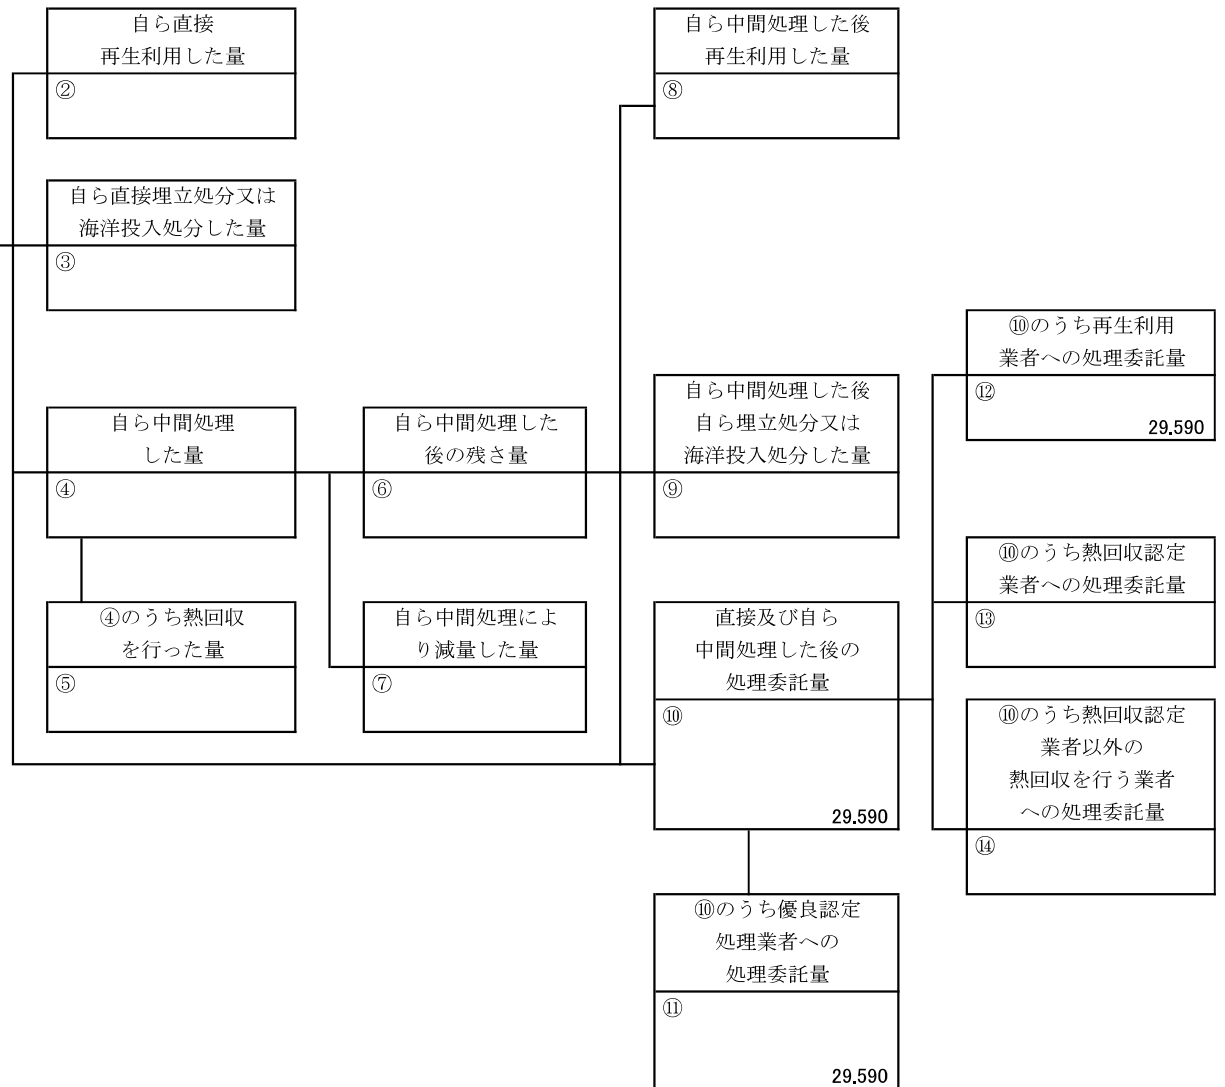 自ら直接
再生利用した量
②
自ら中間処理した後
再生利用した量
⑧
自ら直接埋立処分又は
海洋投入処分した量
③
⑩のうち再生利用
業者への処理委託量
⑫
29.590
自ら中間処理
した量
④
自ら中間処理した
後の残さ量
⑥
自ら中間処理した後
自ら埋立処分又は
海洋投入処分した量
⑨
⑩のうち熱回収認定
業者への処理委託量
⑬
④のうち熱回収
を行った量
⑤
自ら中間処理によ
り減量した量
⑦
直接及び自ら
中間処理した後の
処理委託量
⑩
29.590
⑩のうち熱回収認定
業者以外の
熱回収を行う業者
への処理委託量
⑭
⑩のうち優良認定
処理業者への
処理委託量
⑪
29.590